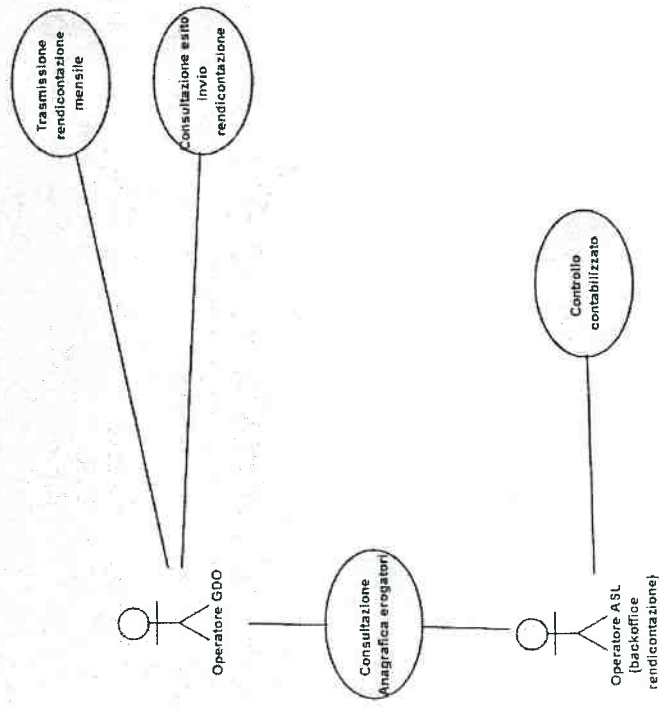 Trasmissione
rendicontazione
mensile
Consultazione esito
invio
rendicontazione
Operatore GDO
Consultazione
Anagrafica erogatori
Controllo
contabilizzato
Operatore ASL
(backoffice
rendicontazione)